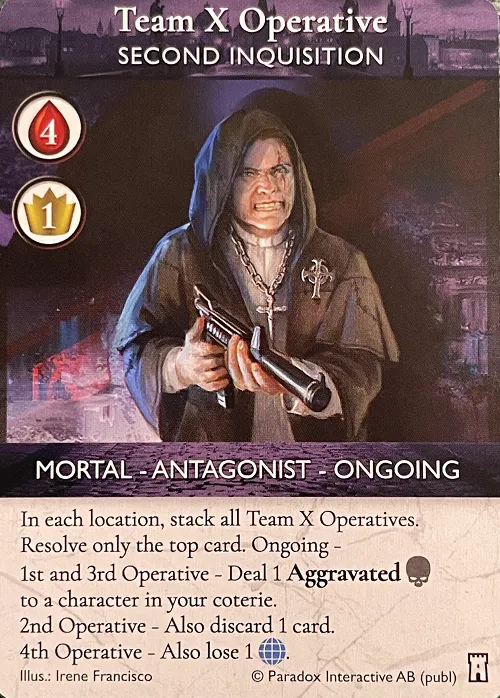 Team X Operative
SECOND INQUISITION
4
1
MORTAL - ANTAGONIST - ONGOING
In each location, stack all Team X Operatives.
Resolve only the top card. Ongoing -
1st and 3rd Operative - Deal 1 Aggravated
to a character in your coterie.
2nd Operative - Also discard 1 card.
4th Operative - Also lose 1 .
Illus.: Irene Francisco © Paradox Interactive AB (publ)